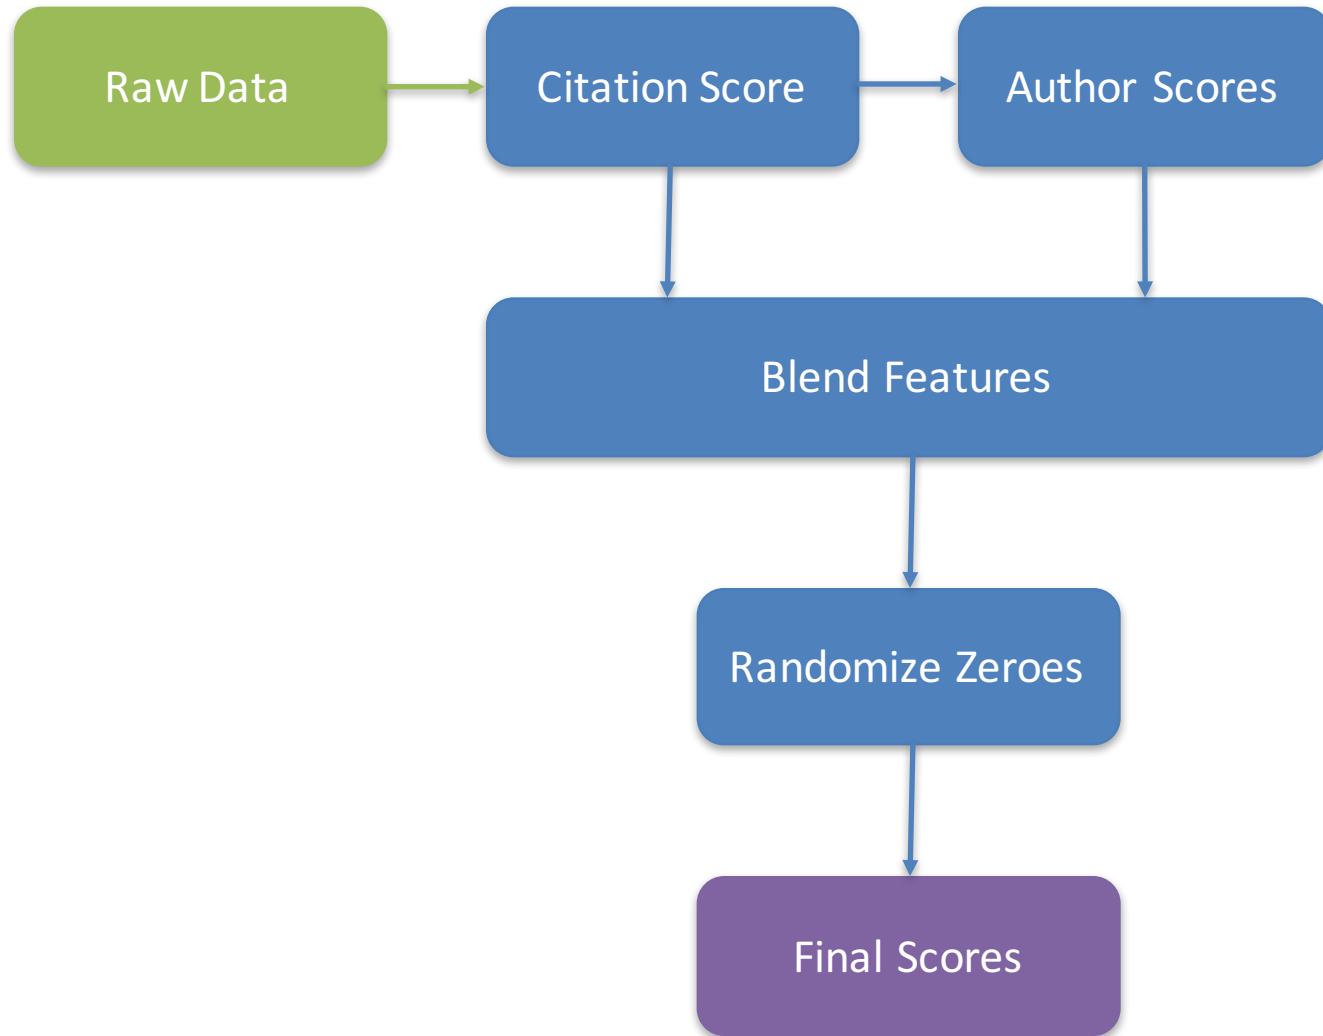 Raw Data
Citation Score
Author Scores
Blend Features
Randomize Zeroes
Final Scores